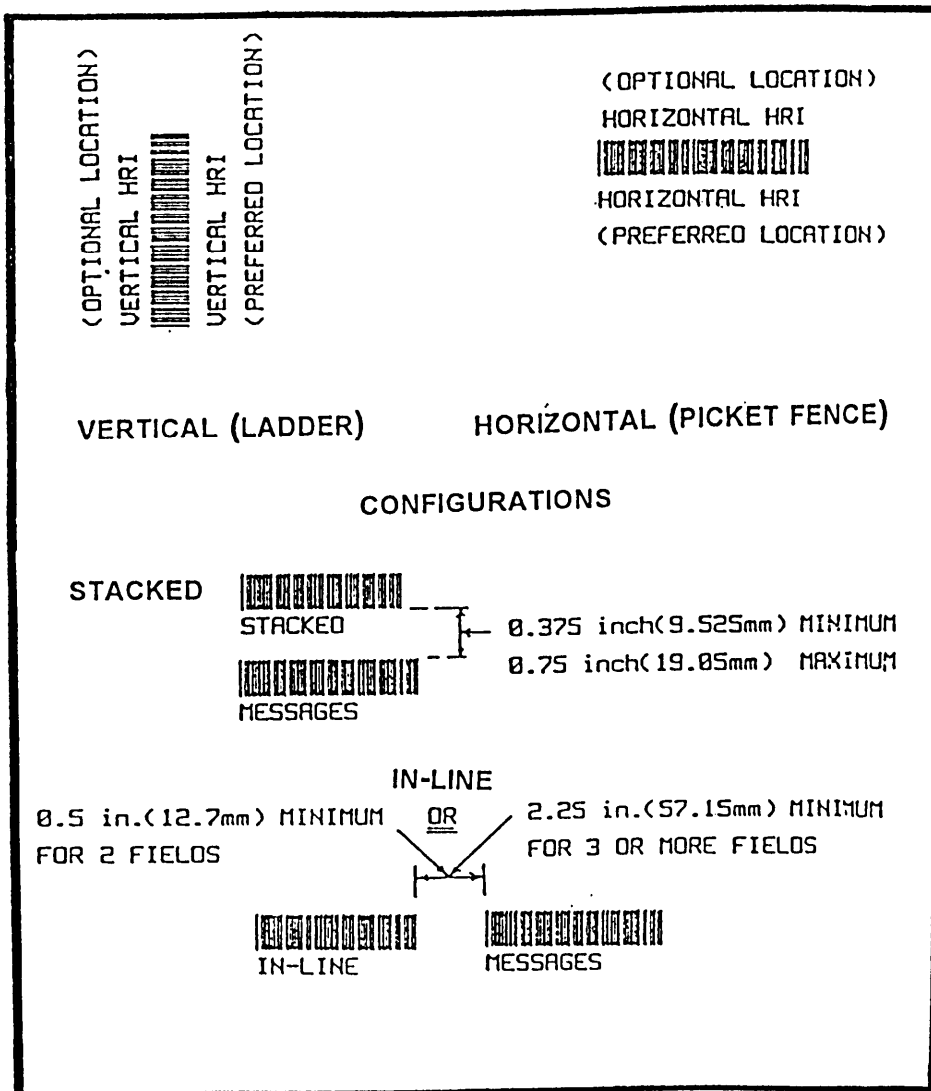 (OPTIONAL LOCATION)
VERTICAL HRI
VERTICAL HRI
(PREFERRED LOCATION)
(OPTIONAL LOCATION)
HORIZONTAL HRI
HORIZONTAL HRI
(PREFERRED LOCATION)
VERTICAL (LADDER)
HORIZONTAL (PICKET FENCE)
CONFIGURATIONS
STACKED
STACKED
0.375 inch(9.525mm) MINIMUM
0.75 inch(19.05mm) MAXIMUM
MESSAGES
IN-LINE
OR
0.5 in.(12.7mm) MINIMUM
FOR 2 FIELDS
2.25 in.(57.15mm) MINIMUM
FOR 3 OR MORE FIELDS
IN-LINE
MESSAGES